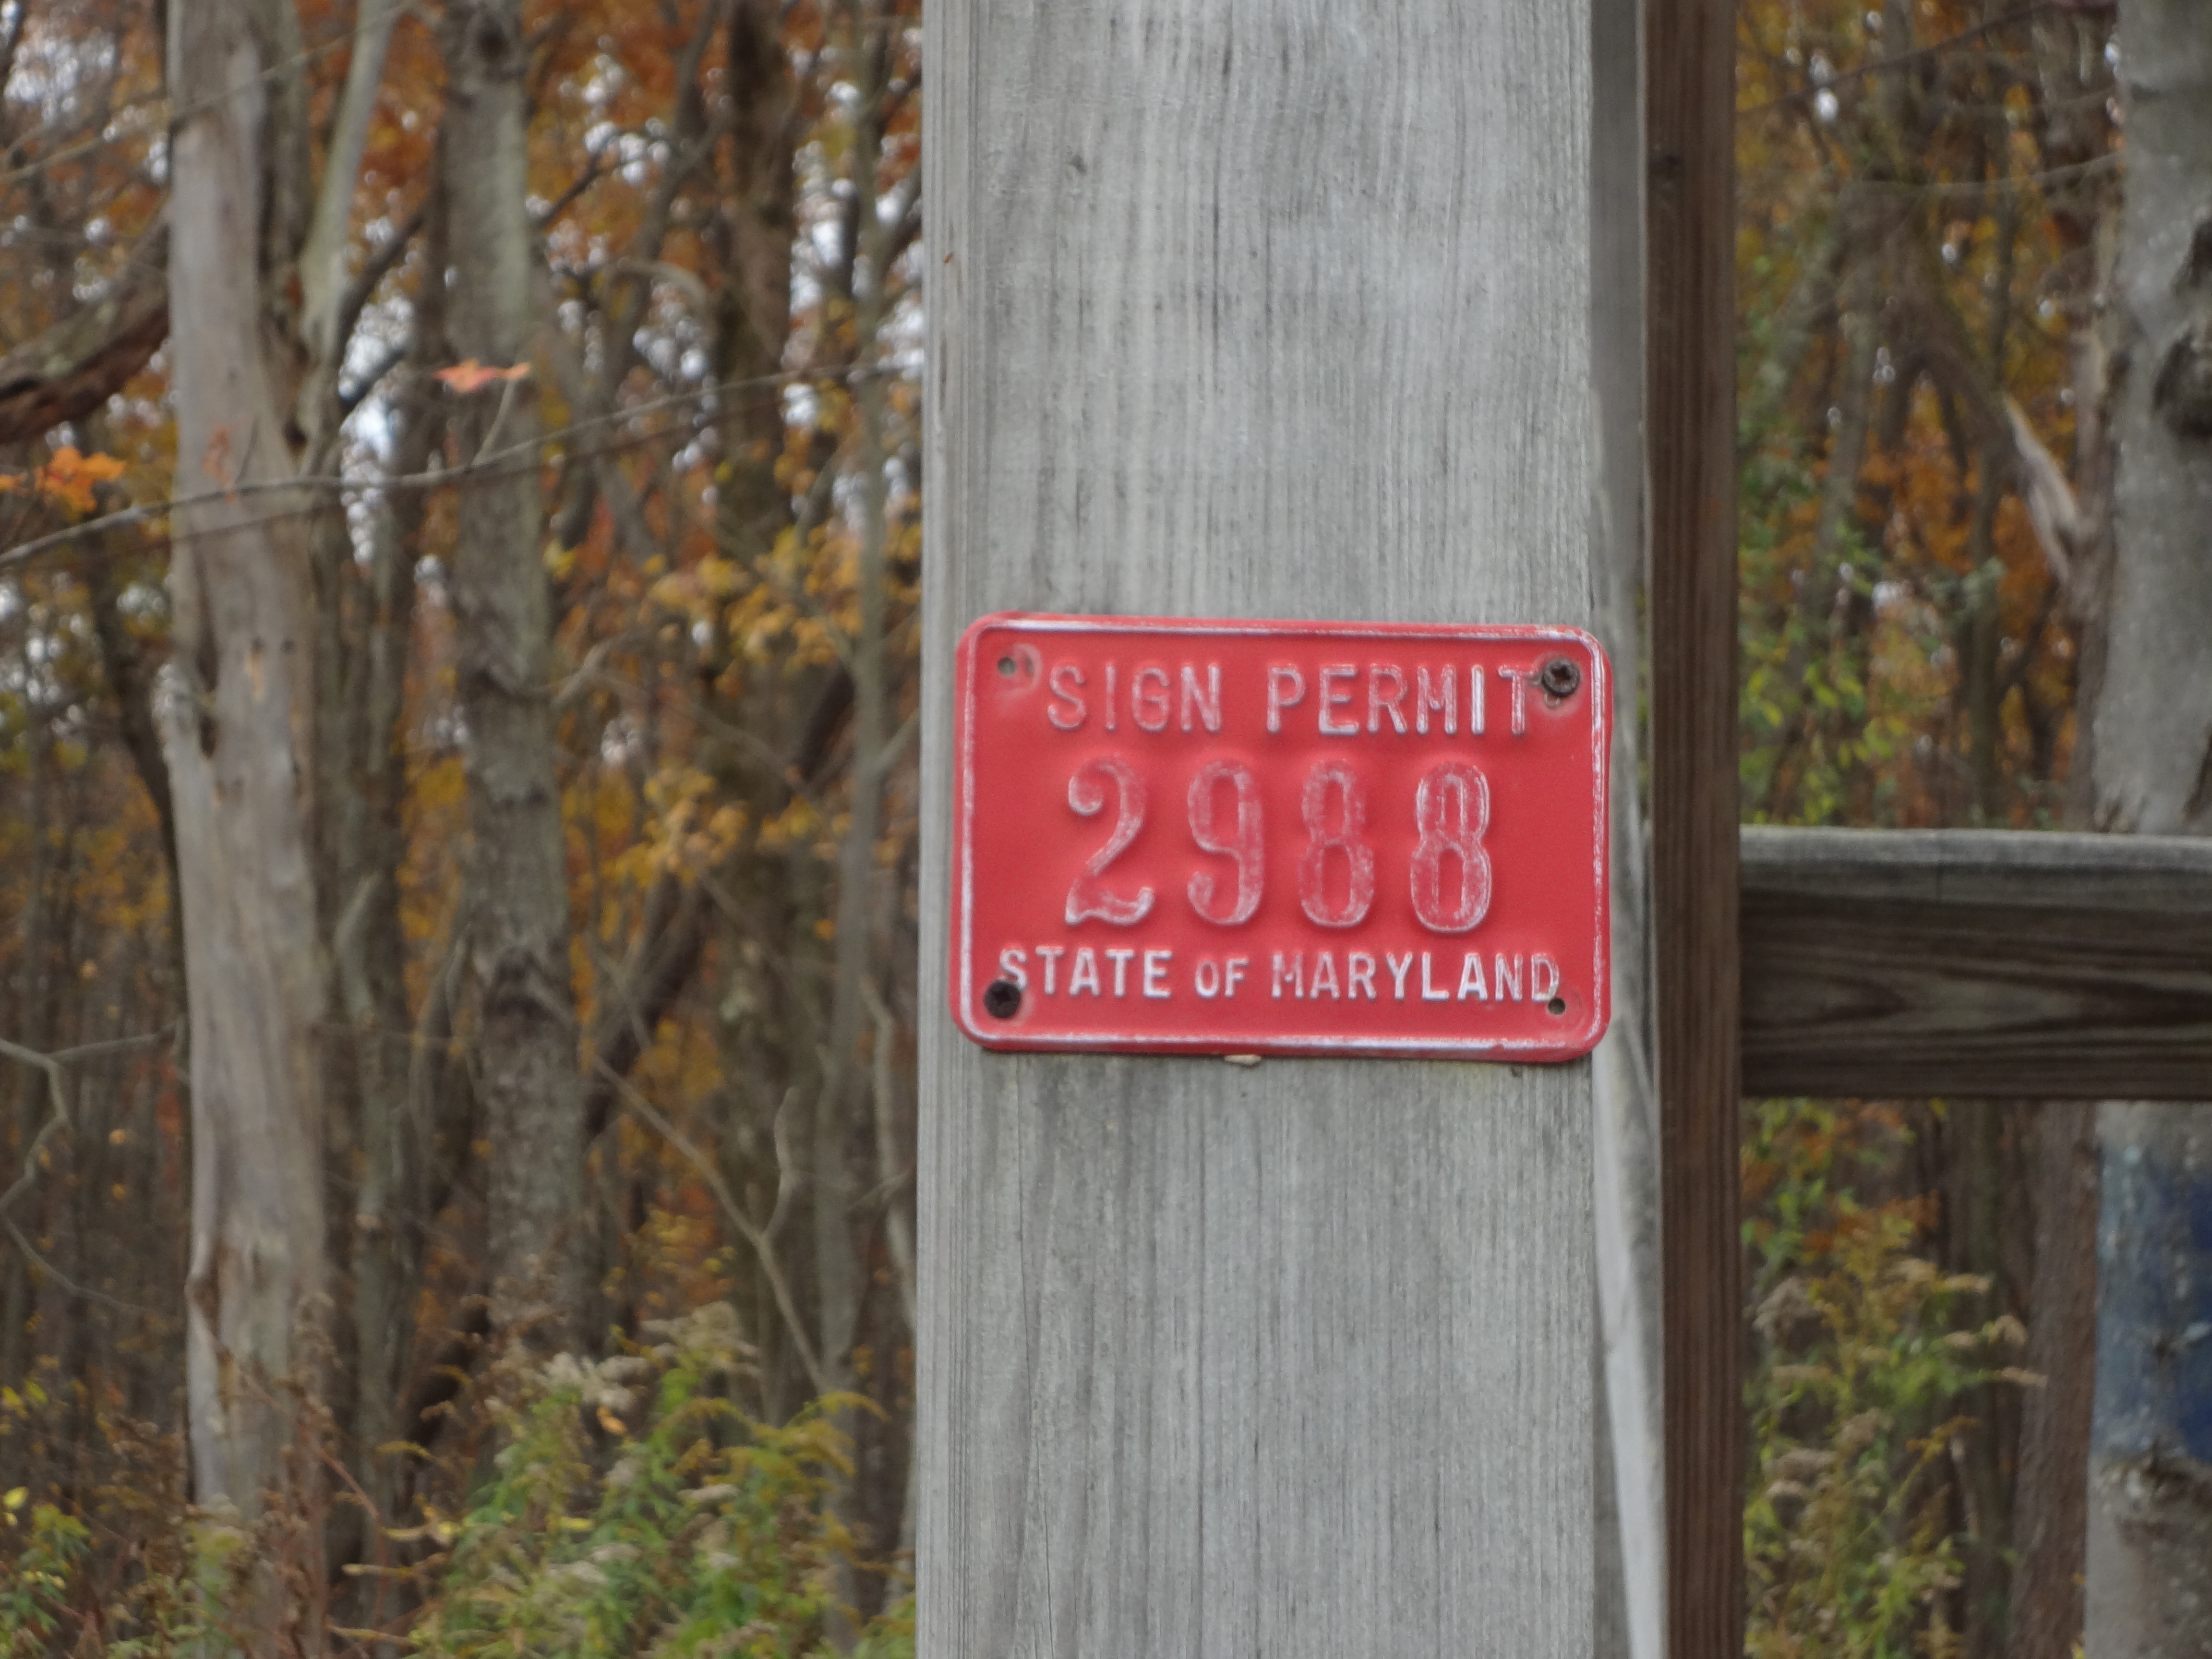 SIGN PERMIT
2988
STATE OF MARYLAND